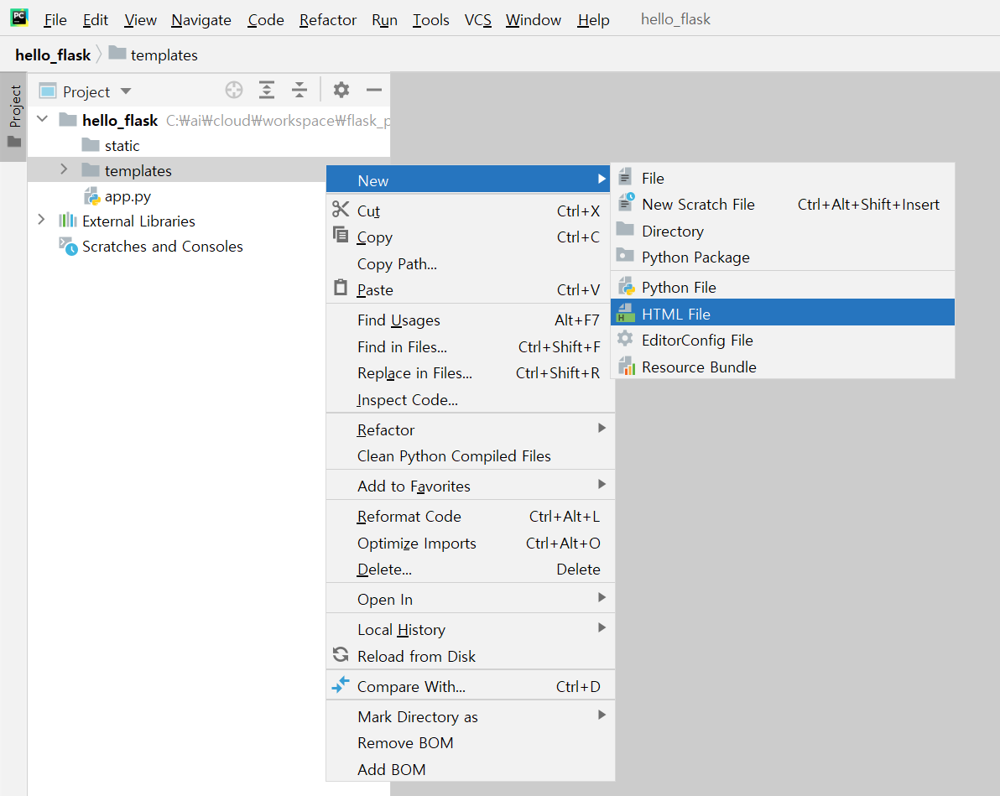 PC File Edit View Navigate Code Refactor Run Tools VCS Window Help hello_flask
hello_flask templates
Project
Project
hello_flask C:₩ai₩cloud₩workspace₩flask_p
static
templates
app.py
External Libraries
Scratches and Consoles
New
Cut Ctrl+X
Copy Ctrl+C
Copy Path...
Paste Ctrl+V
Find Usages Alt+F7
Find in Files... Ctrl+Shift+F
Replace in Files... Ctrl+Shift+R
Inspect Code...
Refactor
Clean Python Compiled Files
Add to Favorites
Reformat Code Ctrl+Alt+L
Optimize Imports Ctrl+Alt+O
Delete... Delete
Open In
Local History
Reload from Disk
Compare With... Ctrl+D
Mark Directory as
Remove BOM
Add BOM
File
New Scratch File Ctrl+Alt+Shift+Insert
Directory
Python Package
Python File
H HTML File
EditorConfig File
Resource Bundle